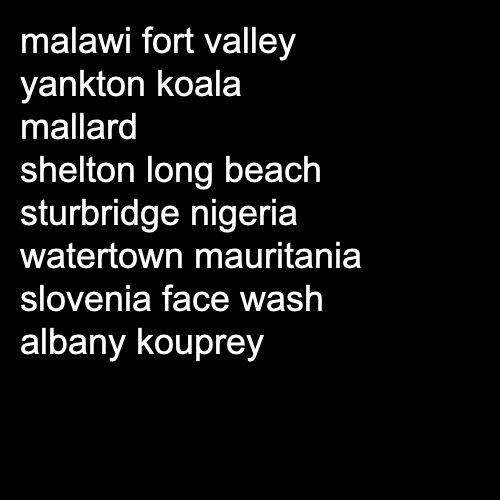 malawi fort valley
yankton koala
mallard
shelton long beach
sturbridge nigeria
watertown mauritania
slovenia face wash
albany kouprey